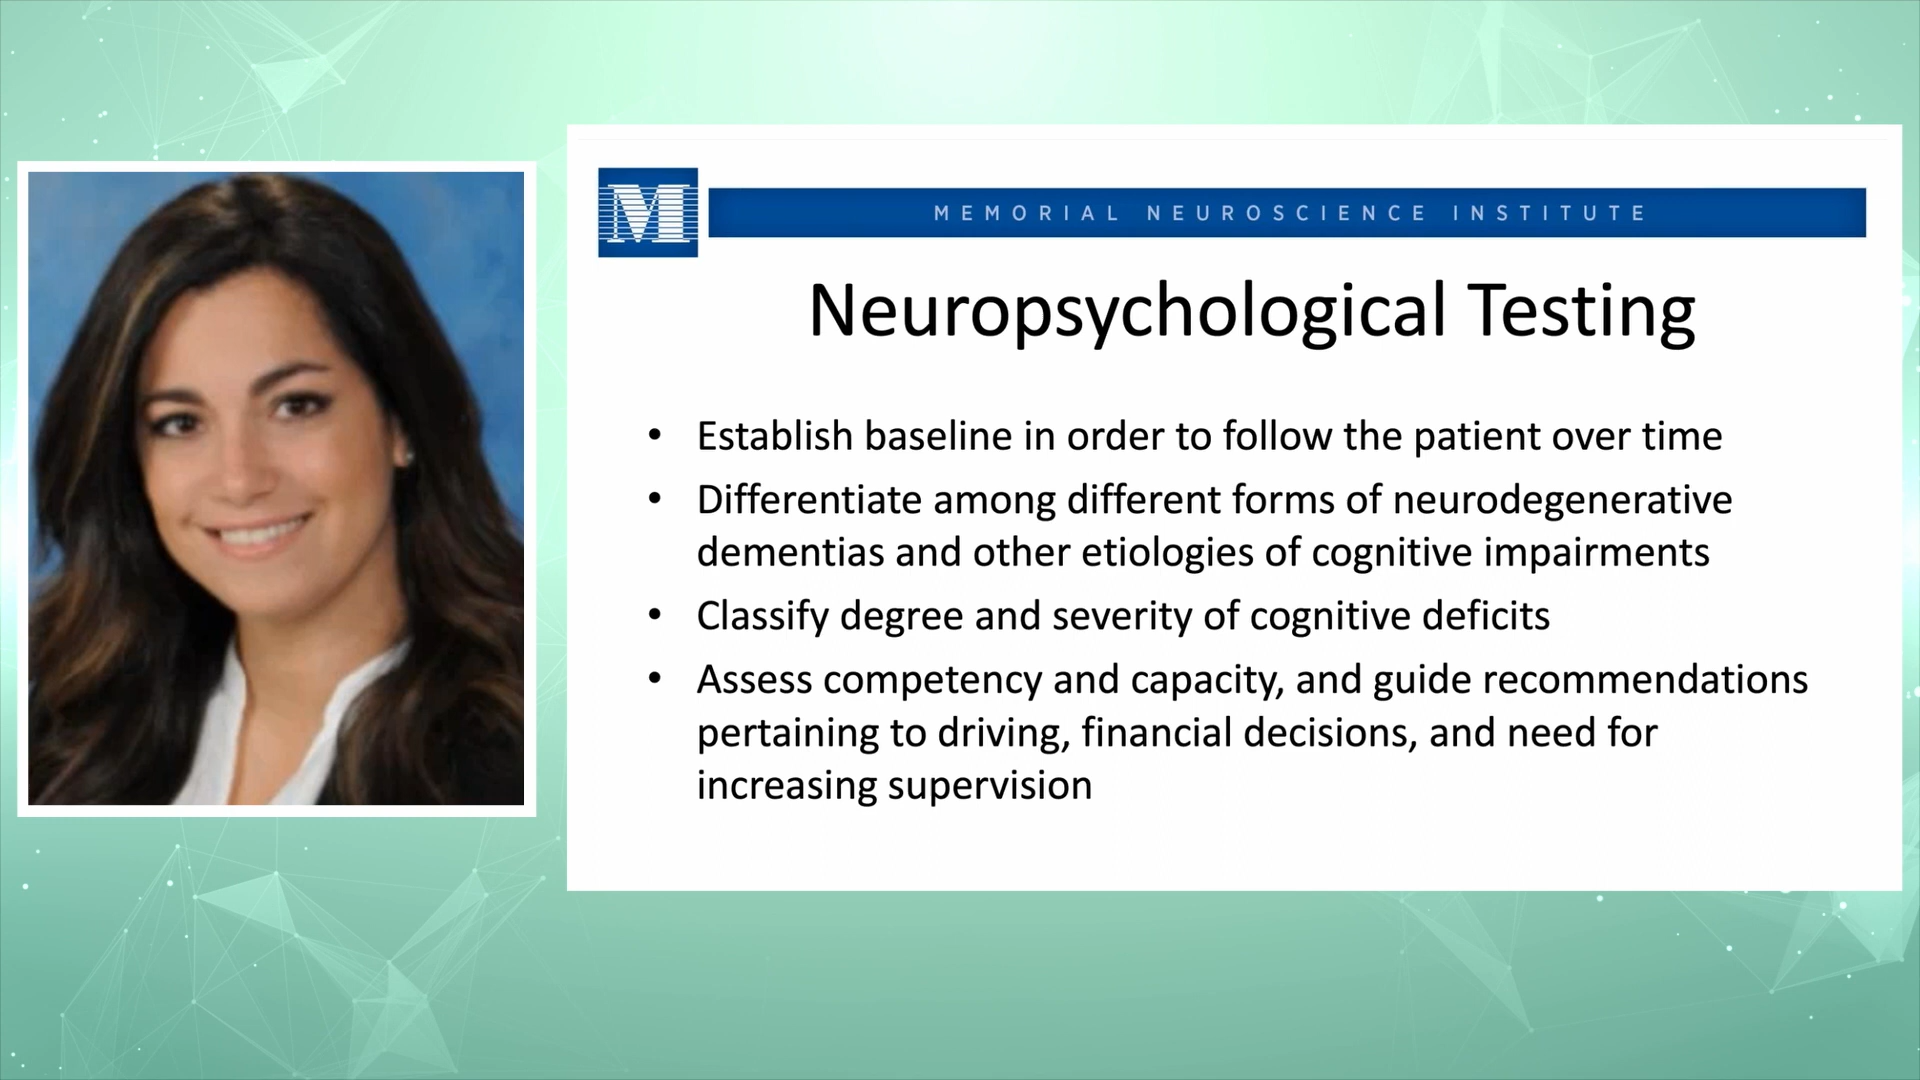 M
MEMORIAL NEUROSCIENCE INSTITUTE
Neuropsychological Testing
• Establish baseline in order to follow the patient over time
• Differentiate among different forms of neurodegenerative
dementias and other etiologies of cognitive impairments
• Classify degree and severity of cognitive deficits
• Assess competency and capacity, and guide recommendations
pertaining to driving, financial decisions, and need for
increasing supervision